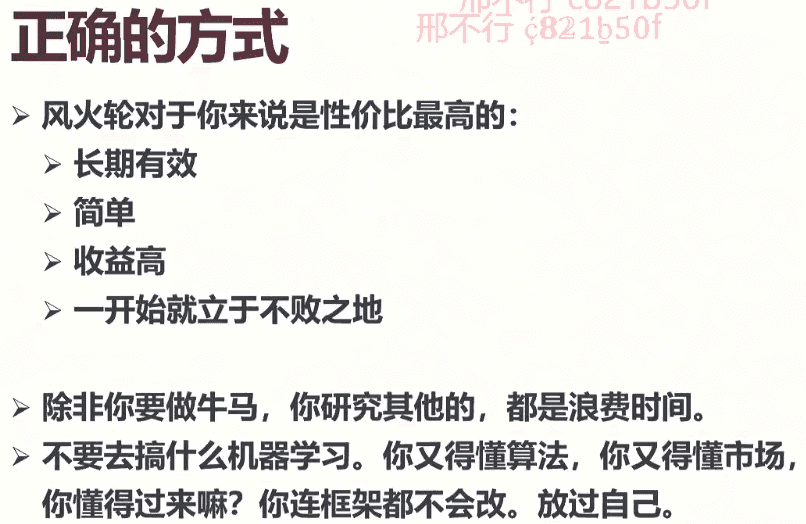 正确的方式
邢不行 c821b50f
邢不行 c821b50f
➢ 风火轮对于你来说是性价比最高的：
➢ 长期有效
➢ 简单
➢ 收益高
➢ 一开始就立于不败之地
➢ 除非你要做牛马，你研究其他的，都是浪费时间。
➢ 不要去搞什么机器学习。你又得懂算法，你又得懂市场，
你懂得过来嘛？你连框架都不会改。放过自己。